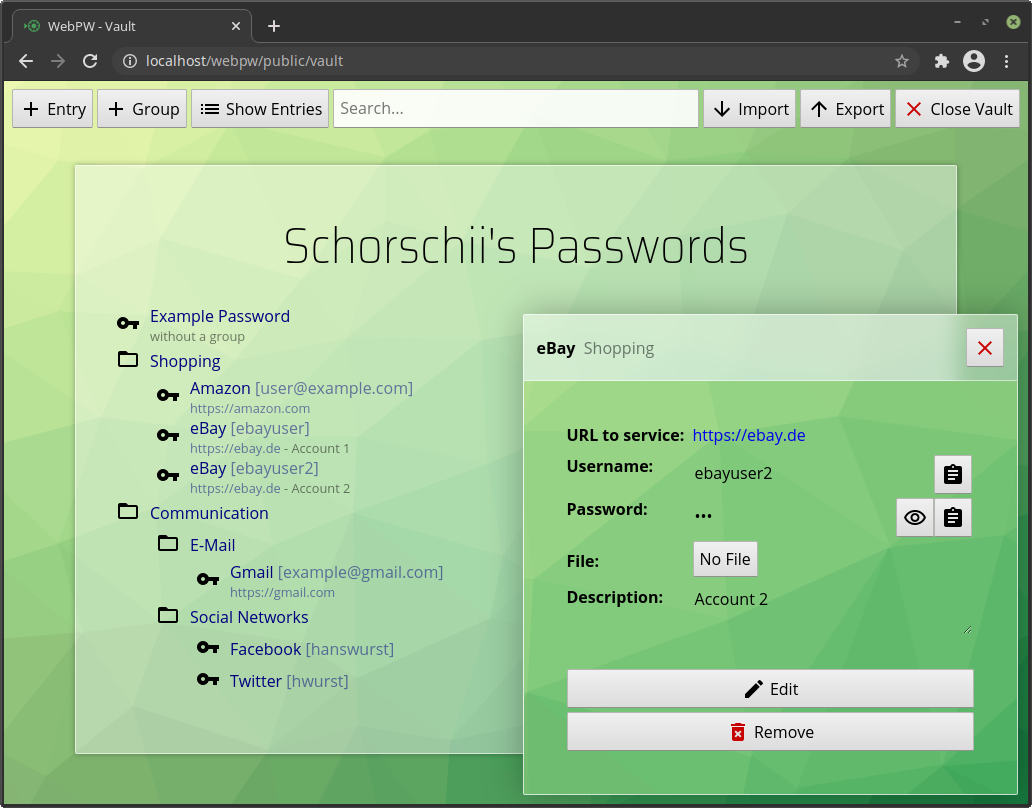 WebPW - Vault
localhost/webpw/public/vault
Entry Group Show Entries Search... Import Export Close Vault
Schorschii's Passwords
Example Password
without a group
Shopping
Amazon [user@example.com]
https://amazon.com
eBay [ebayuser]
https://ebay.de - Account 1
eBay [ebayuser2]
https://ebay.de - Account 2
Communication
E-Mail
Gmail [example@gmail.com]
https://gmail.com
Social Networks
Facebook [hanswurst]
Twitter [hwurst]
eBay Shopping
URL to service: https://ebay.de
Username: ebayuser2
Password: •••
File: No File
Description: Account 2
Edit
Remove